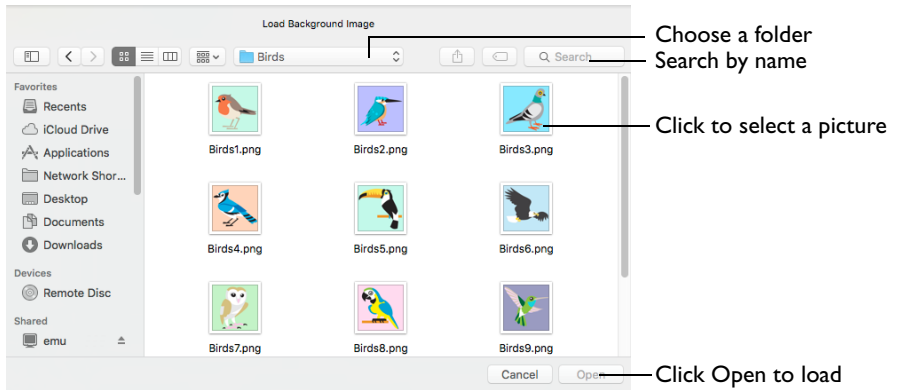 Load Background Image
Choose a folder
Birds
Search
Search by name
Favorites
Recents
iCloud Drive
Applications
Network Shor...
Desktop
Documents
Downloads
Devices
Remote Disc
Shared
emu
Birds1.png
Birds2.png
Birds3.png
Click to select a picture
Birds4.png
Birds5.png
Birds6.png
Birds7.png
Birds8.png
Birds9.png
Cancel
Open
Click Open to load